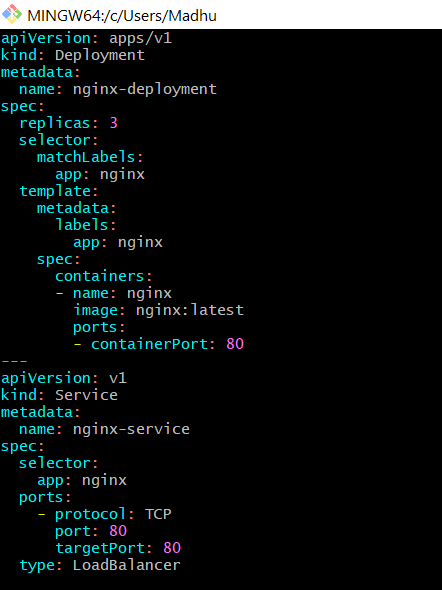 MINGW64:/c/Users/Madhu
apiVersion: apps/v1
kind: Deployment
metadata:
  name: nginx-deployment
spec:
  replicas: 3
  selector:
    matchLabels:
      app: nginx
  template:
    metadata:
      labels:
        app: nginx
    spec:
      containers:
      - name: nginx
        image: nginx:latest
        ports:
        - containerPort: 80
---
apiVersion: v1
kind: Service
metadata:
  name: nginx-service
spec:
  selector:
    app: nginx
  ports:
    - protocol: TCP
      port: 80
      targetPort: 80
  type: LoadBalancer